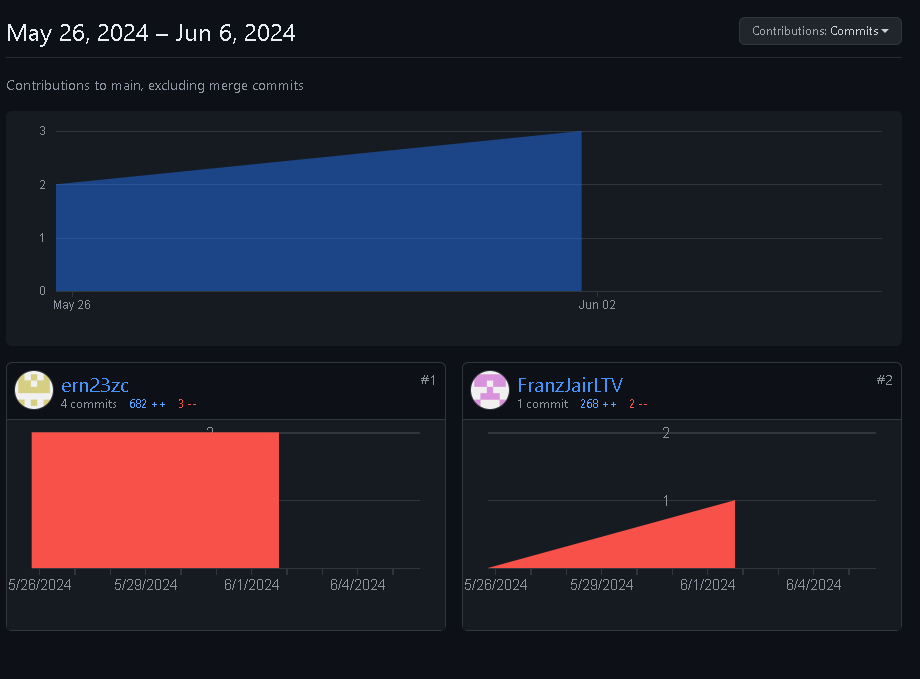 May 26, 2024 – Jun 6, 2024
Contributions: Commits
Contributions to main, excluding merge commits
3
2
1
0
May 26
Jun 02
ern23zc
#1
4 commits 682 ++ 3 --
5/26/2024 5/29/2024 6/1/2024 6/4/2024
FranzJairLTV
#2
1 commit 268 ++ 2 --
2
1
5/26/2024 5/29/2024 6/1/2024 6/4/2024